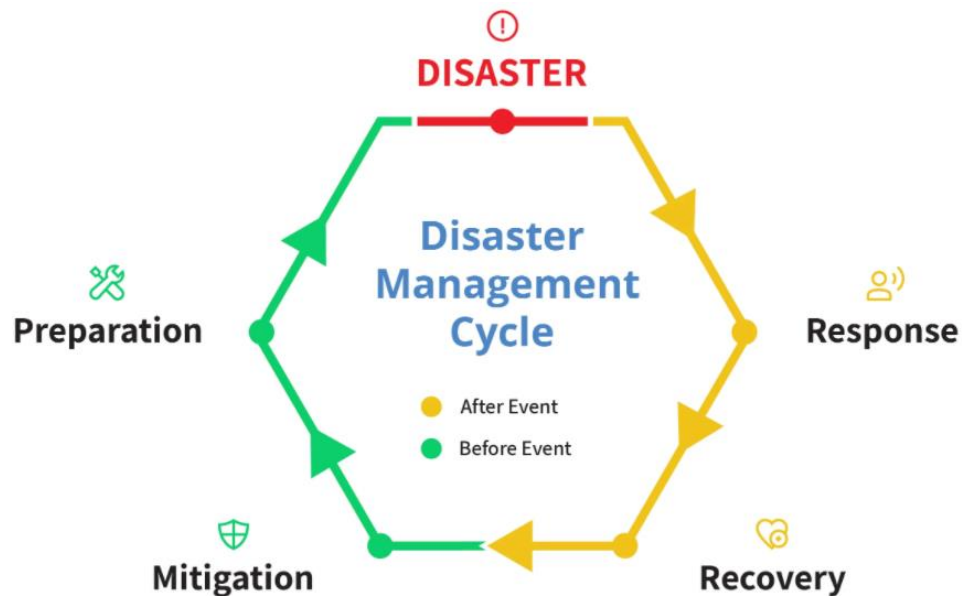 DISASTER
Disaster
Management
Cycle
Preparation
Response
After Event
Before Event
Mitigation
Recovery